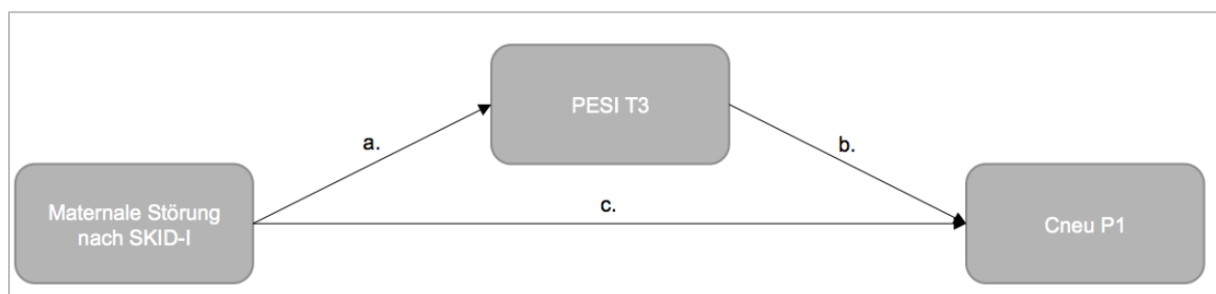 PESI T3
a.
b.
Maternale Störung
nach SKID-I
c.
Cneu P1